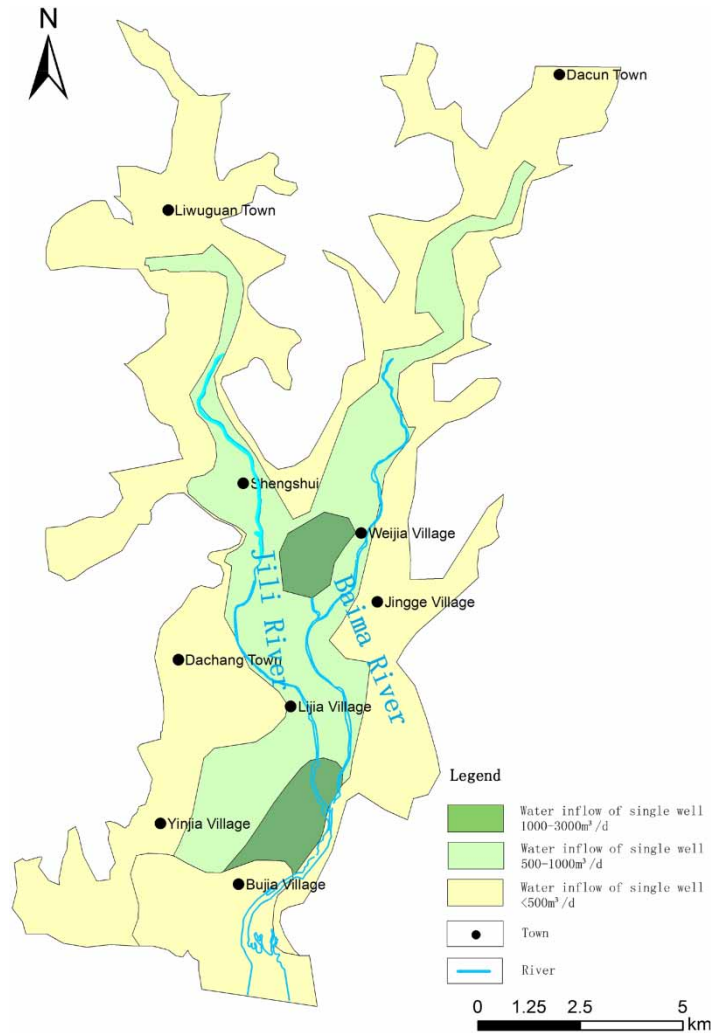 N
Dacun Town
Liwuguan Town
Shengshui
Weijia Village
Jili River
Baima River
Jingge Village
Dachang Town
Lijia Village
Yinjia Village
Bujia Village
Legend
Water inflow of single well
1000-3000m³/d
Water inflow of single well
500-1000m³/d
Water inflow of single well
<500m³/d
Town
River
0 1.25 2.5 5
km